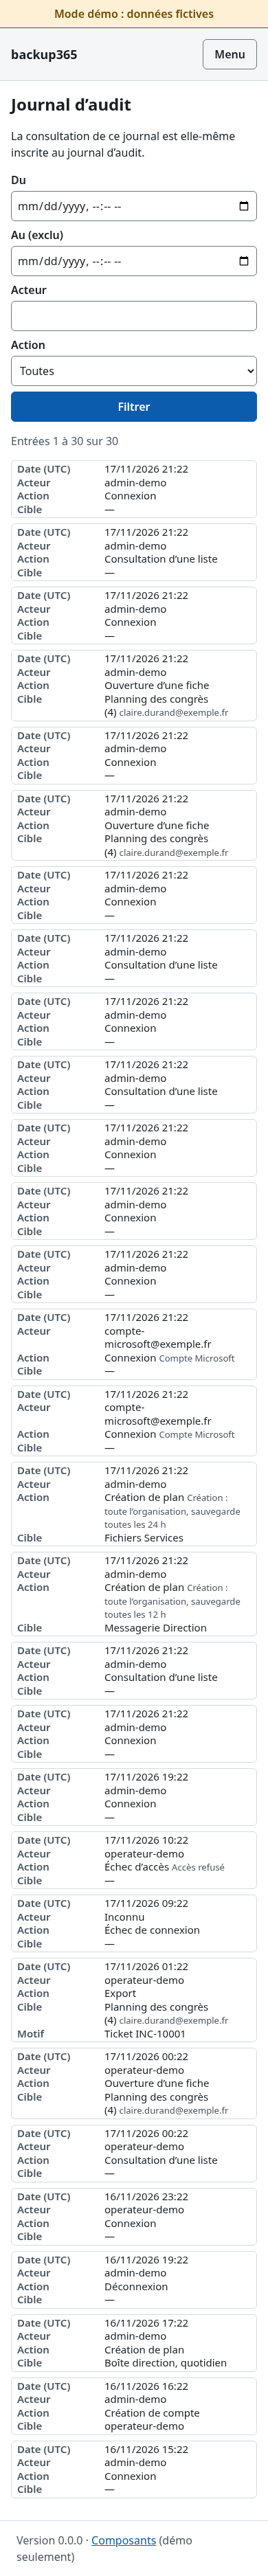 Mode démo : données fictives
backup365
Menu
Journal d’audit
La consultation de ce journal est elle-même
inscrite au journal d’audit.
Du
mm/dd/yyyy, --:-- --
Au (exclu)
mm/dd/yyyy, --:-- --
Acteur
Action
Toutes
Filtrer
Entrées 1 à 30 sur 30
Date (UTC) 17/11/2026 21:22
Acteur admin-demo
Action Connexion
Cible —
Date (UTC) 17/11/2026 21:22
Acteur admin-demo
Action Consultation d’une liste
Cible —
Date (UTC) 17/11/2026 21:22
Acteur admin-demo
Action Connexion
Cible —
Date (UTC) 17/11/2026 21:22
Acteur admin-demo
Action Ouverture d’une fiche
Cible Planning des congrès
(4) claire.durand@exemple.fr
Date (UTC) 17/11/2026 21:22
Acteur admin-demo
Action Connexion
Cible —
Date (UTC) 17/11/2026 21:22
Acteur admin-demo
Action Ouverture d’une fiche
Cible Planning des congrès
(4) claire.durand@exemple.fr
Date (UTC) 17/11/2026 21:22
Acteur admin-demo
Action Connexion
Cible —
Date (UTC) 17/11/2026 21:22
Acteur admin-demo
Action Consultation d’une liste
Cible —
Date (UTC) 17/11/2026 21:22
Acteur admin-demo
Action Connexion
Cible —
Date (UTC) 17/11/2026 21:22
Acteur admin-demo
Action Consultation d’une liste
Cible —
Date (UTC) 17/11/2026 21:22
Acteur admin-demo
Action Connexion
Cible —
Date (UTC) 17/11/2026 21:22
Acteur admin-demo
Action Connexion
Cible —
Date (UTC) 17/11/2026 21:22
Acteur admin-demo
Action Connexion
Cible —
Date (UTC) 17/11/2026 21:22
Acteur compte-
microsoft@exemple.fr
Action Connexion Compte Microsoft
Cible —
Date (UTC) 17/11/2026 21:22
Acteur compte-
microsoft@exemple.fr
Action Connexion Compte Microsoft
Cible —
Date (UTC) 17/11/2026 21:22
Acteur admin-demo
Action Création de plan Création :
toute l’organisation, sauvegarde
toutes les 24 h
Cible Fichiers Services
Date (UTC) 17/11/2026 21:22
Acteur admin-demo
Action Création de plan Création :
toute l’organisation, sauvegarde
toutes les 12 h
Cible Messagerie Direction
Date (UTC) 17/11/2026 21:22
Acteur admin-demo
Action Consultation d’une liste
Cible —
Date (UTC) 17/11/2026 21:22
Acteur admin-demo
Action Connexion
Cible —
Date (UTC) 17/11/2026 19:22
Acteur admin-demo
Action Connexion
Cible —
Date (UTC) 17/11/2026 10:22
Acteur operateur-demo
Action Échec d’accès Accès refusé
Cible —
Date (UTC) 17/11/2026 09:22
Acteur Inconnu
Action Échec de connexion
Cible —
Date (UTC) 17/11/2026 01:22
Acteur operateur-demo
Action Export
Cible Planning des congrès
(4) claire.durand@exemple.fr
Motif Ticket INC-10001
Date (UTC) 17/11/2026 00:22
Acteur operateur-demo
Action Ouverture d’une fiche
Cible Planning des congrès
(4) claire.durand@exemple.fr
Date (UTC) 17/11/2026 00:22
Acteur operateur-demo
Action Consultation d’une liste
Cible —
Date (UTC) 16/11/2026 23:22
Acteur operateur-demo
Action Connexion
Cible —
Date (UTC) 16/11/2026 19:22
Acteur admin-demo
Action Déconnexion
Cible —
Date (UTC) 16/11/2026 17:22
Acteur admin-demo
Action Création de plan
Cible Boîte direction, quotidien
Date (UTC) 16/11/2026 16:22
Acteur admin-demo
Action Création de compte
Cible operateur-demo
Date (UTC) 16/11/2026 15:22
Acteur admin-demo
Action Connexion
Cible —
Version 0.0.0 · Composants (démo
seulement)